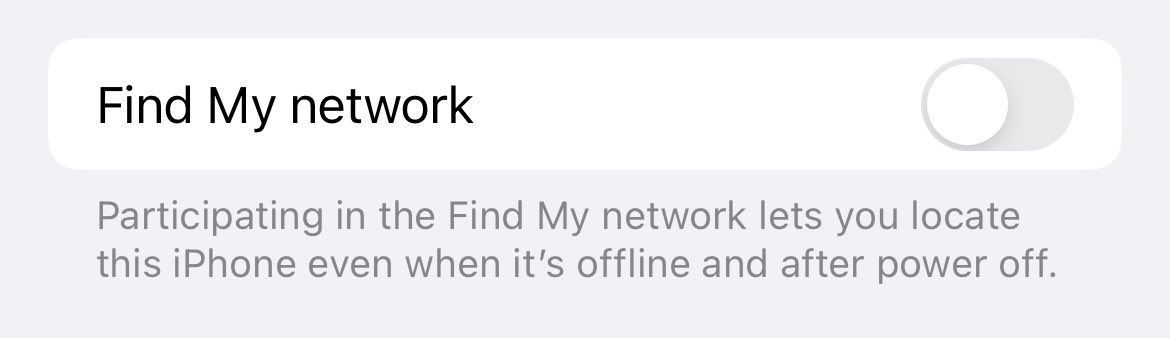 Find My network
Participating in the Find My network lets you locate
this iPhone even when it’s offline and after power off.